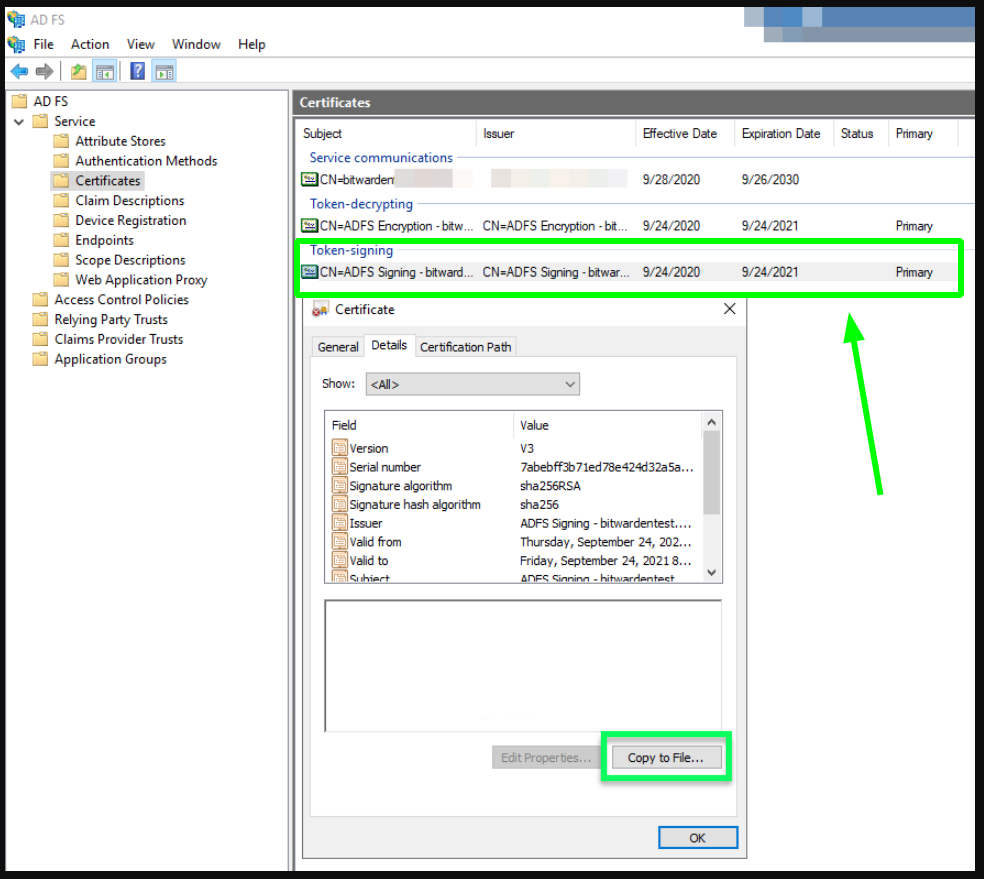 AD FS
File Action View Window Help
AD FS
Service
Attribute Stores
Authentication Methods
Certificates
Claim Descriptions
Device Registration
Endpoints
Scope Descriptions
Web Application Proxy
Access Control Policies
Relying Party Trusts
Claims Provider Trusts
Application Groups
Certificates
Subject Issuer Effective Date Expiration Date Status Primary
Service communications
CN=bitwarden 9/28/2020 9/26/2030
Token-decrypting
CN=ADFS Encryption - bitw... CN=ADFS Encryption - bit... 9/24/2020 9/24/2021 Primary
Token-signing
CN=ADFS Signing - bitward... CN=ADFS Signing - bitwar... 9/24/2020 9/24/2021 Primary
Certificate
General Details Certification Path
Show: <All>
Field Value
Version V3
Serial number 7abebff3b71ed78e424d32a5a...
Signature algorithm sha256RSA
Signature hash algorithm sha256
Issuer ADFS Signing - bitwardentest....
Valid from Thursday, September 24, 202...
Valid to Friday, September 24, 2021 8...
Subject ADFS Signing - bitwardentest
Edit Properties... Copy to File...
OK